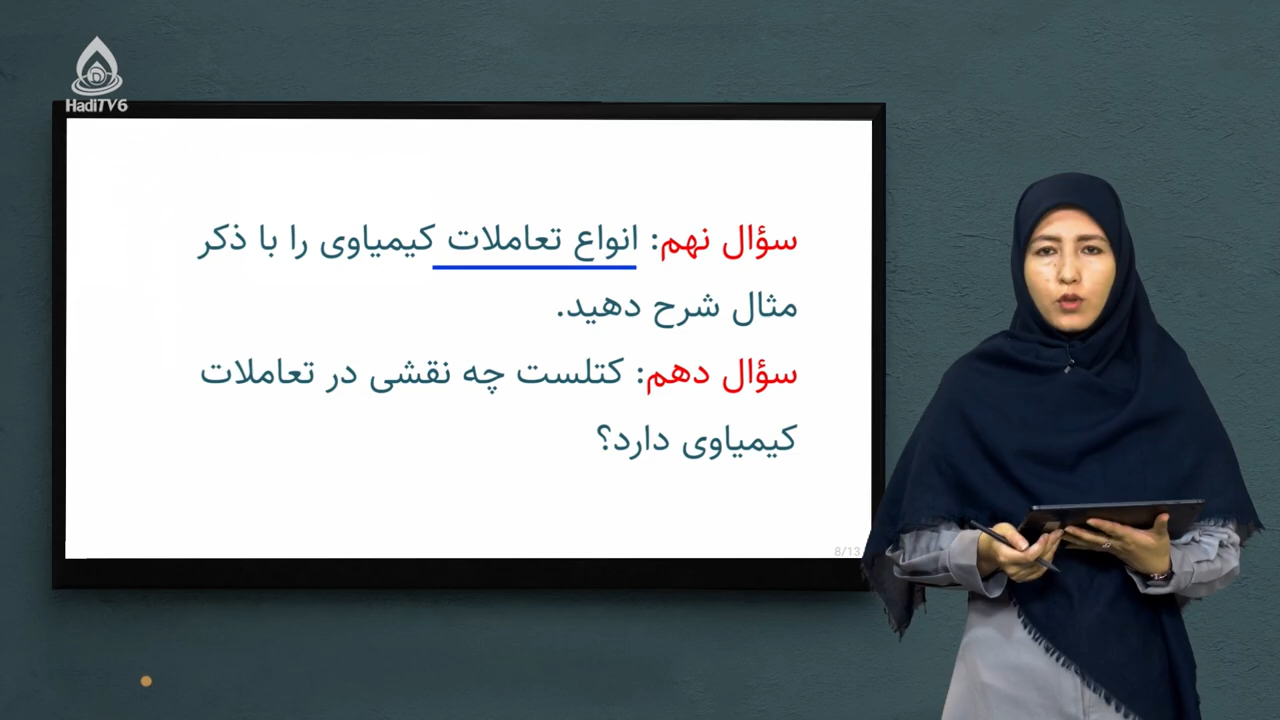 HadiTV6
سؤال نهم: انواع تعاملات کیمیاوی را با ذکر
مثال شرح دهید.
سؤال دهم: کتلست چه نقشی در تعاملات
کیمیاوی دارد؟
8/13